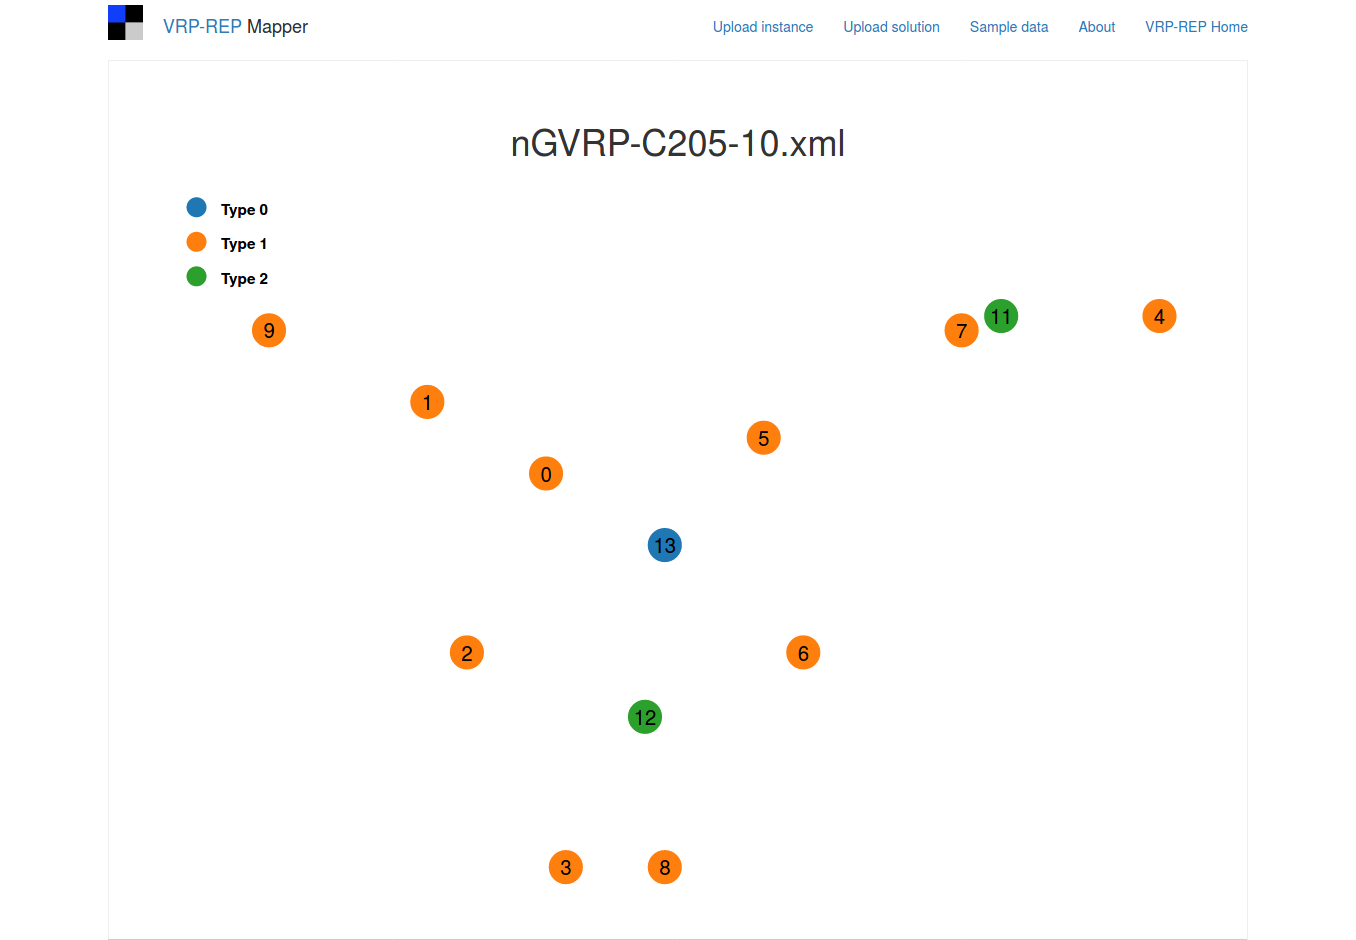 VRP-REP Mapper Upload instance Upload solution Sample data About VRP-REP Home
nGVRP-C205-10.xml
Type 0
Type 1
Type 2
9
7
11
4
1
5
0
13
2
6
12
3
8